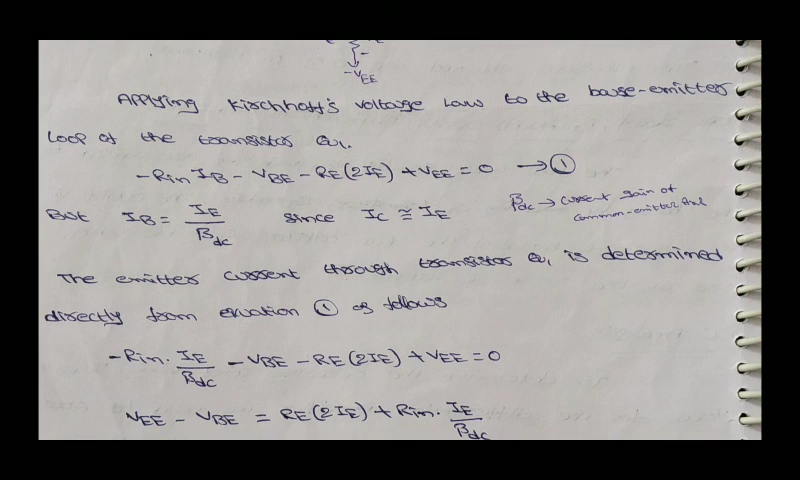 -VEE
Applying Kirchhoff's voltage law to the base-emitter
loop of the transistor Q1.
-Rin IB - VBE - RE(2IE) + VEE = 0 → ①
But IB = IE/βdc since IC ≅ IE
βdc → current gain of
common-emitter
The emitter current through transistor Q1 is determined
directly from equation ① as follows
-Rin. IE/βdc - VBE - RE(2IE) + VEE = 0
VEE - VBE = RE(2IE) + Rin. IE/βdc